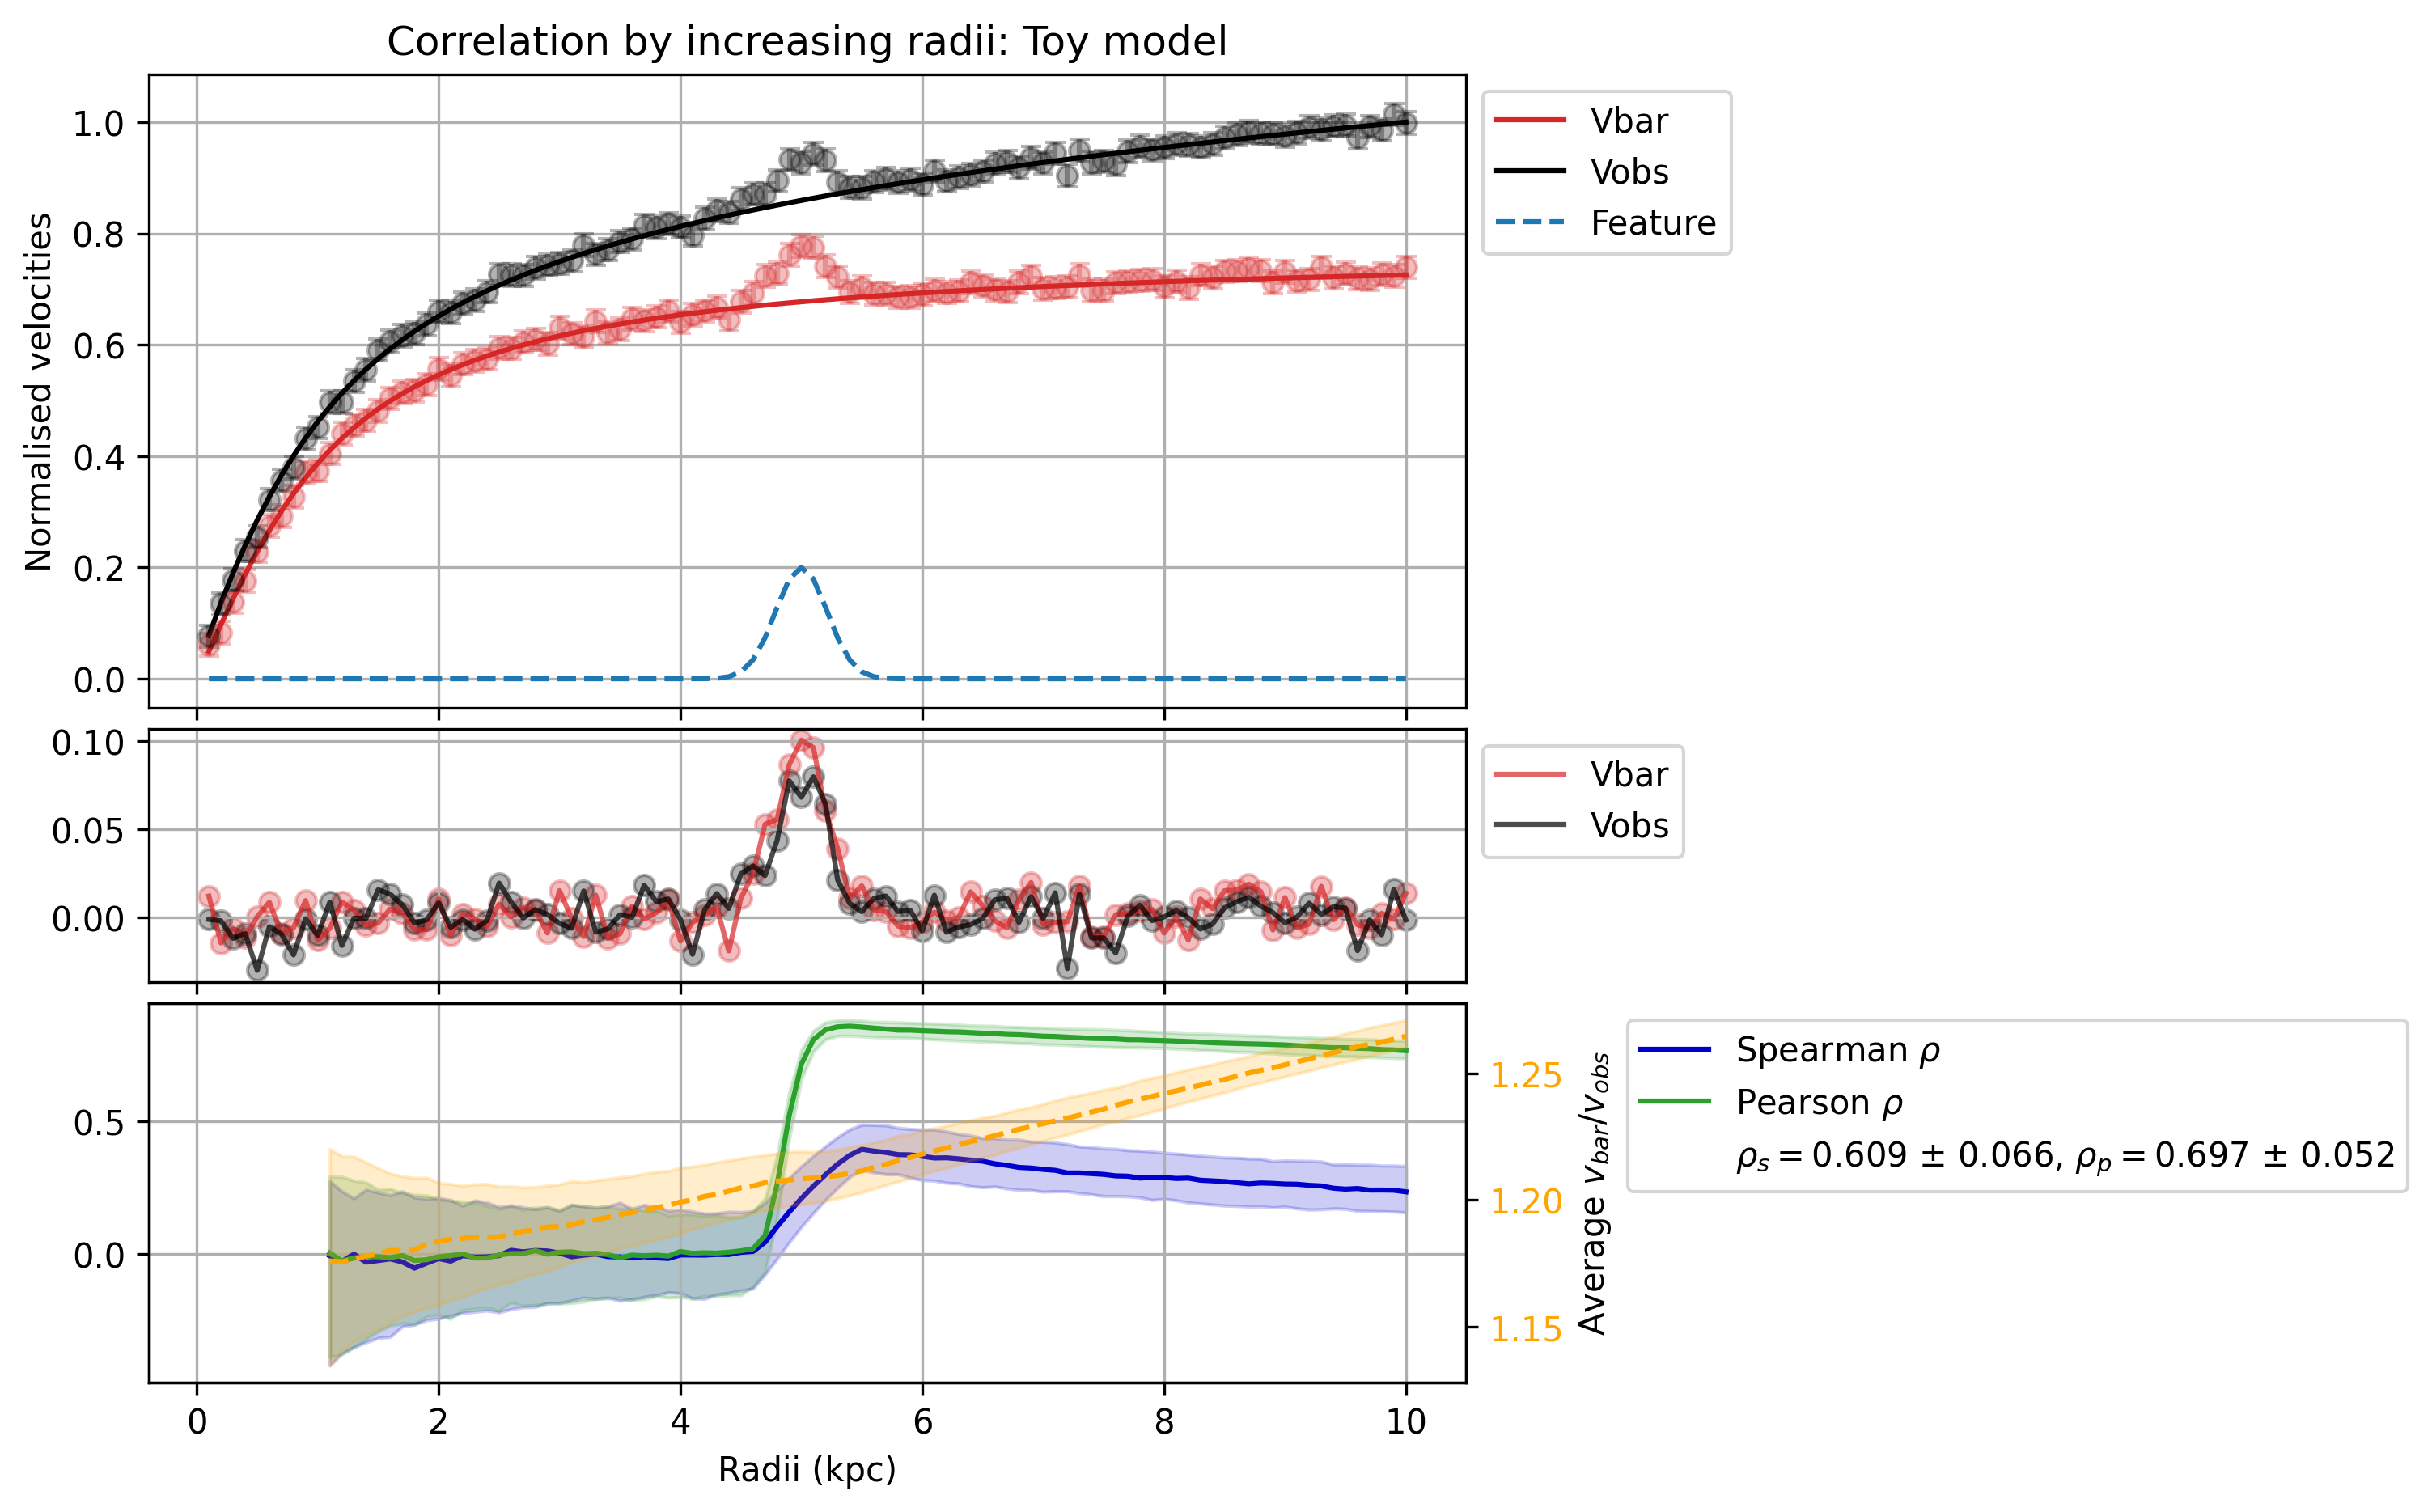 Correlation by increasing radii: Toy model
Normalised velocities
1.0
0.8
0.6
0.4
0.2
0.0
Vbar
Vobs
Feature
0.10
0.05
0.00
Vbar
Vobs
0.5
0.0
1.25
1.20
1.15
Average v_bar/v_obs
Spearman ρ
Pearson ρ
ρ_s = 0.609 ± 0.066, ρ_p = 0.697 ± 0.052
0 2 4 6 8 10
Radii (kpc)